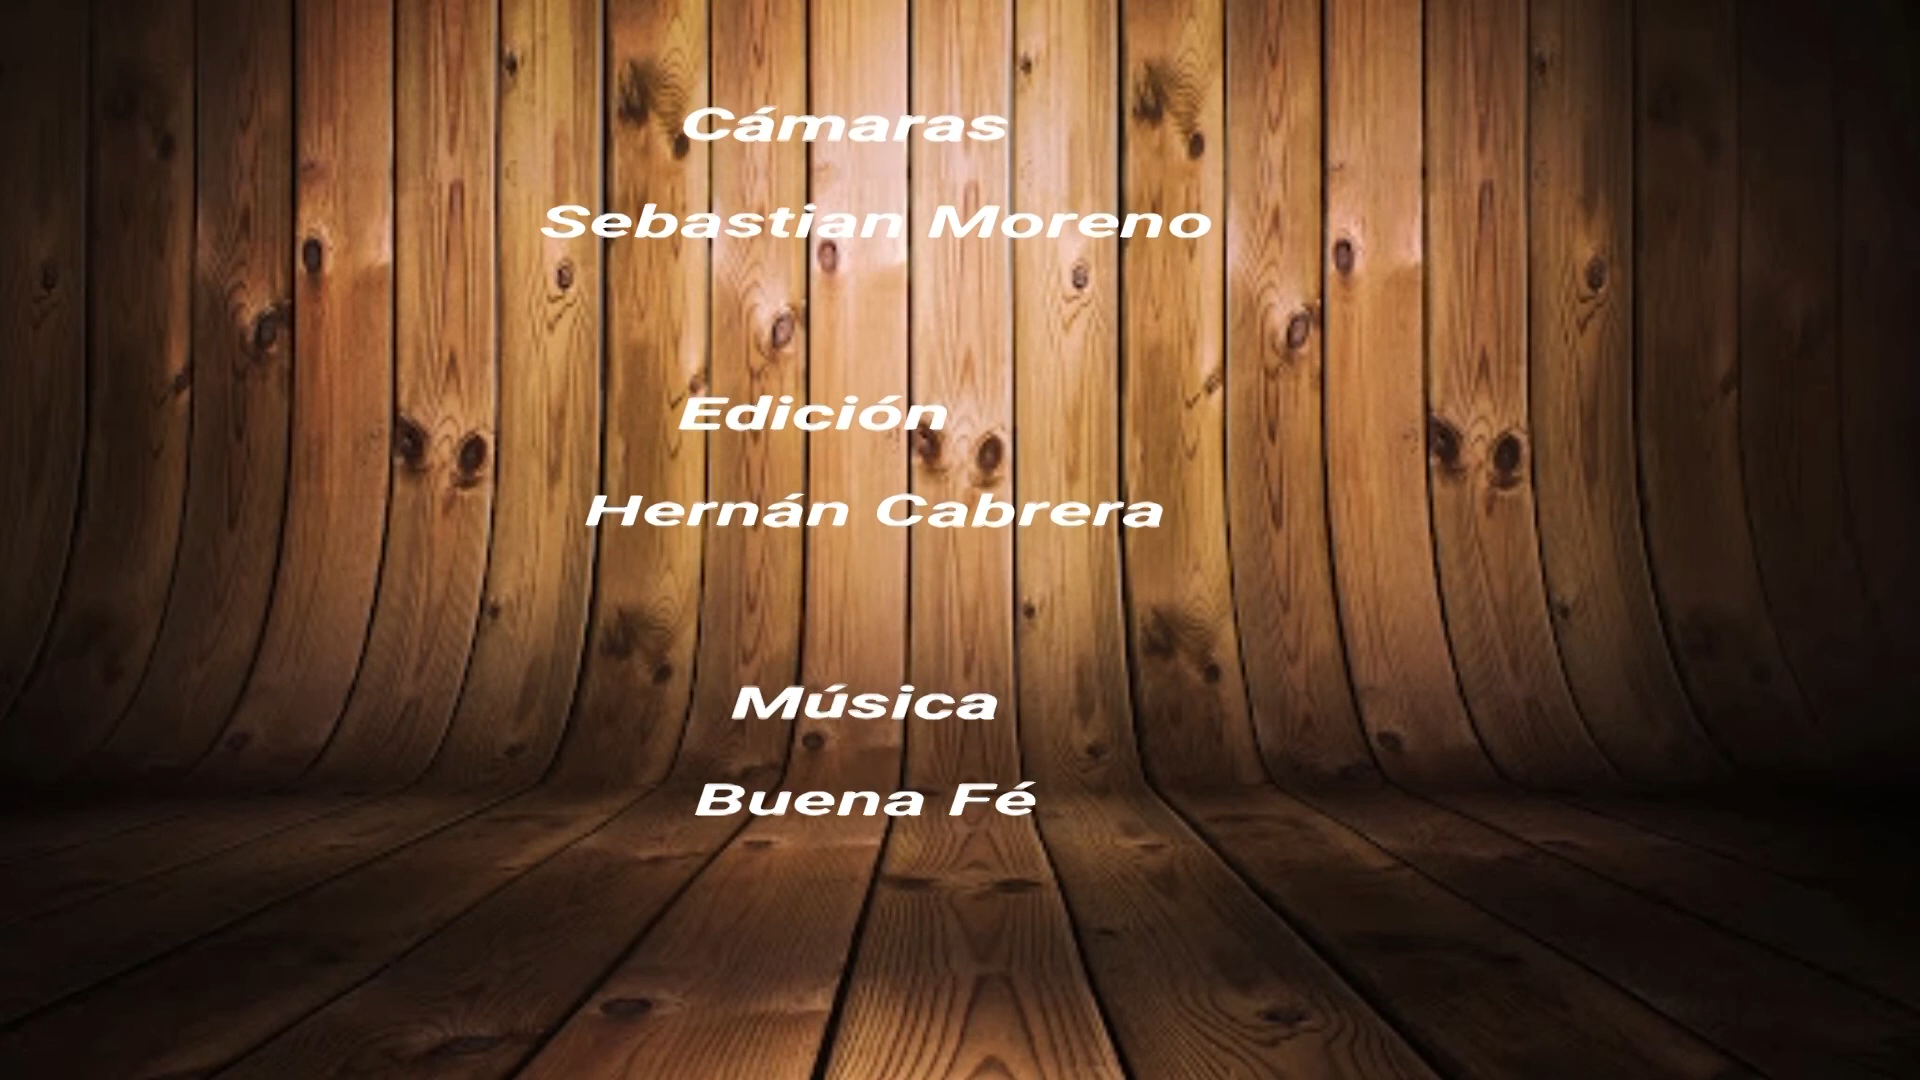 Cámaras
Sebastian Moreno
Edición
Hernán Cabrera
Música
Buena Fé